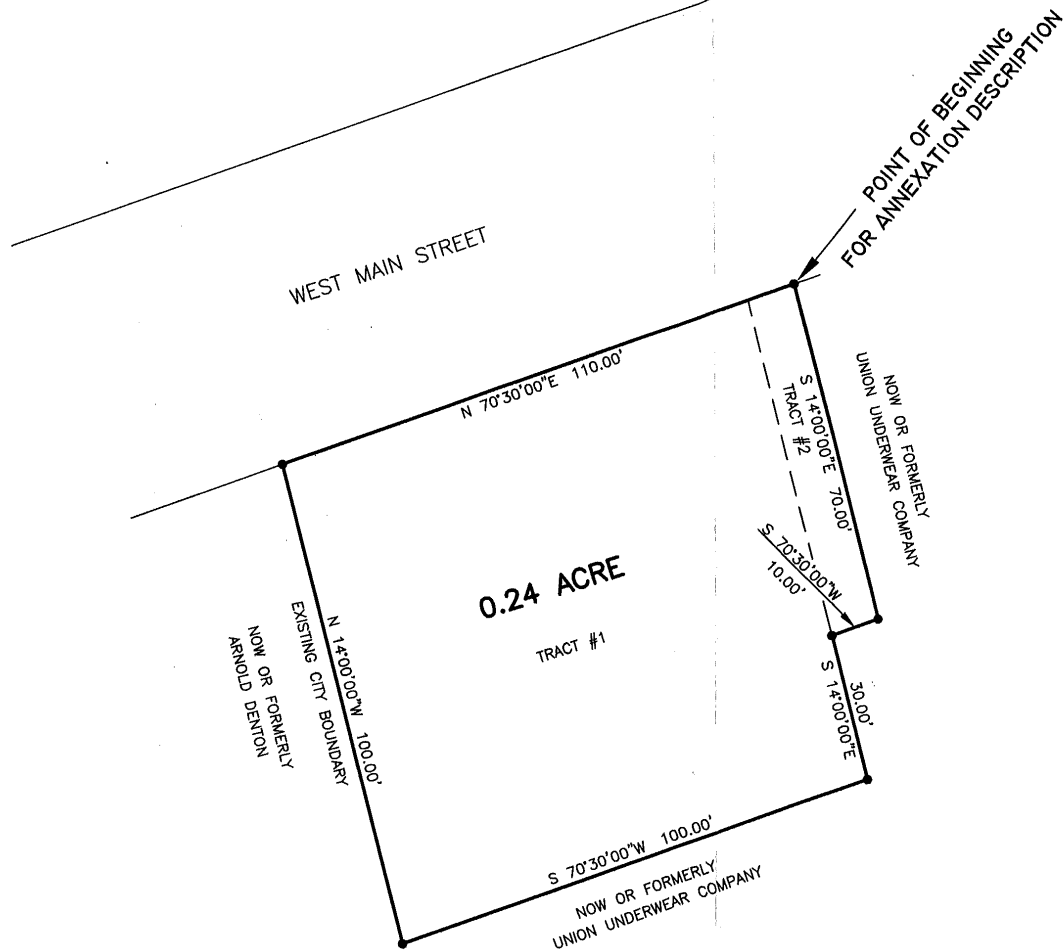 POINT OF BEGINNING
FOR ANNEXATION DESCRIPTION
WEST MAIN STREET
N 70°30'00"E 110.00'
S 14°00'00"E 70.00'
TRACT #2
NOW OR FORMERLY
UNION UNDERWEAR COMPANY
S 70°30'00"W
10.00'
0.24 ACRE
TRACT #1
N 14°00'00"W 100.00'
EXISTING CITY BOUNDARY
NOW OR FORMERLY
ARNOLD DENTON
30.00'
S 14°00'00"E
S 70°30'00"W 100.00'
NOW OR FORMERLY
UNION UNDERWEAR COMPANY